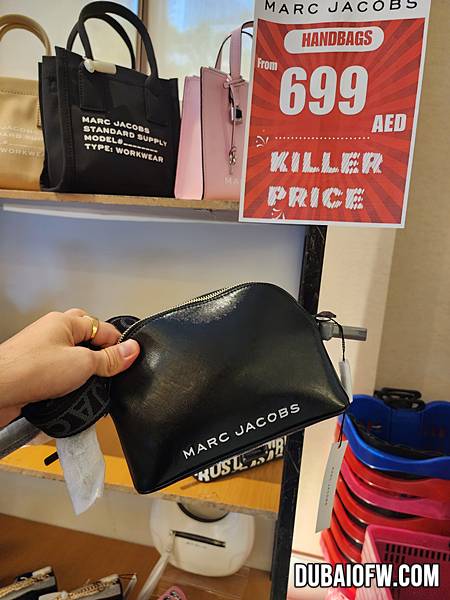 MARC JACOBS
HANDBAGS
From
699
AED
KILLER
PRICE
MARC JACOBS
STANDARD SUPPLY
MODEL#
TYPE: WORKWEAR
MARC JACOBS
DUBAIOFW.COM